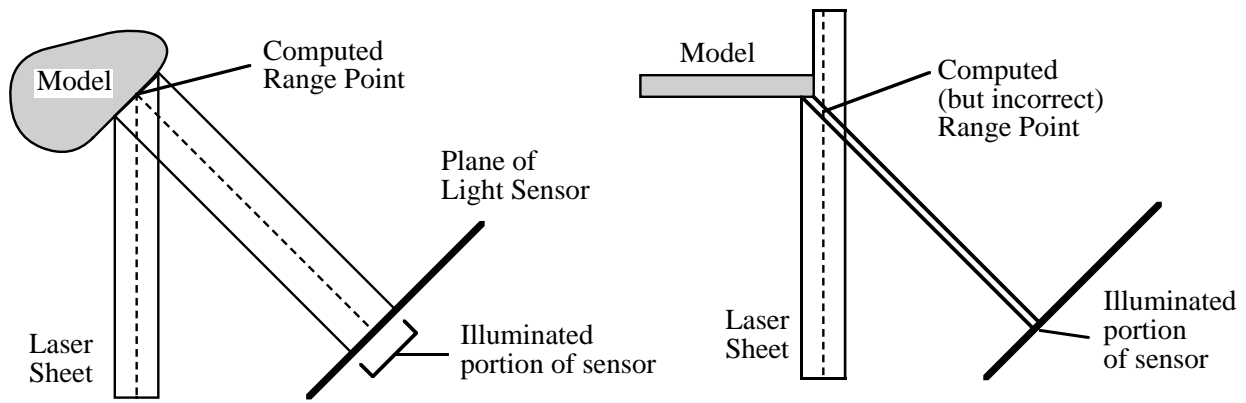 Model
Computed
Range Point
Plane of
Light Sensor
Laser
Sheet
Illuminated
portion of sensor
Model
Computed
(but incorrect)
Range Point
Laser
Sheet
Illuminated
portion
of sensor